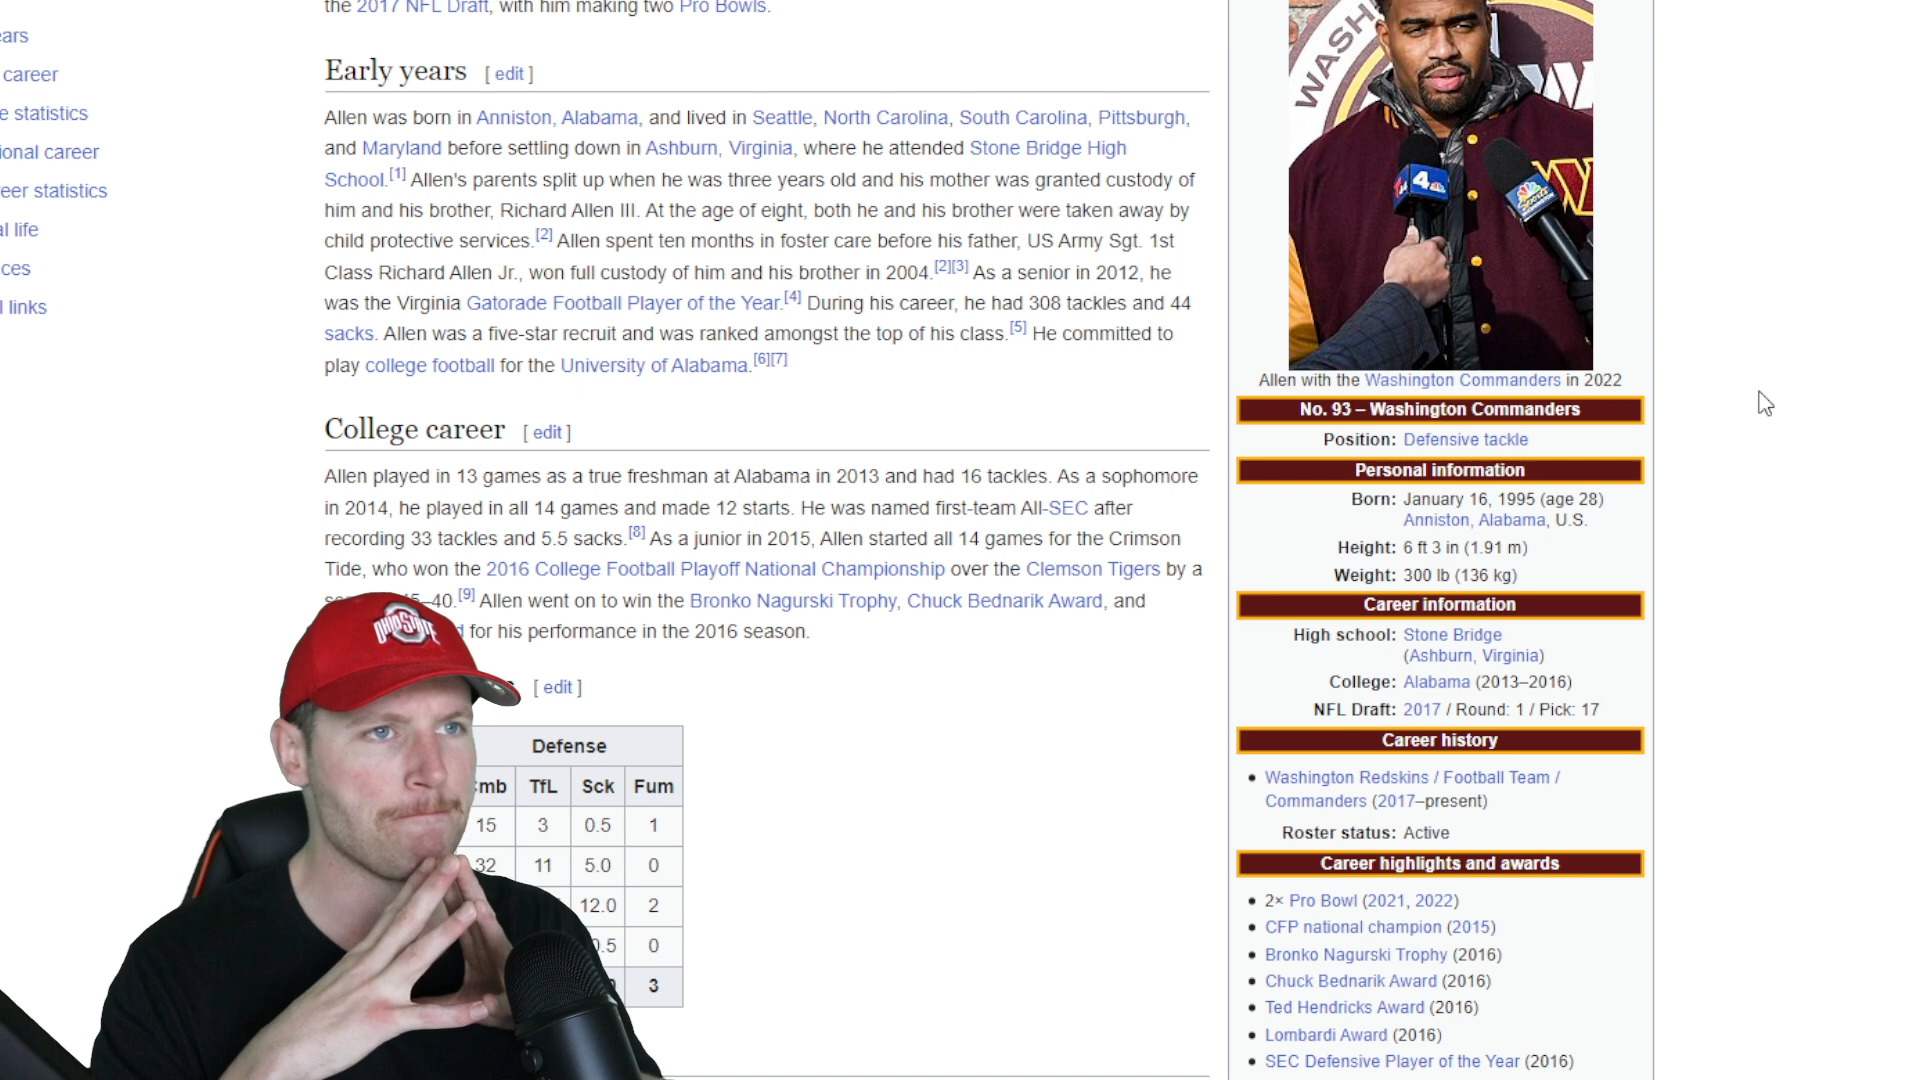 the 2017 NFL Draft, with him making two Pro Bowls.
ears
career
e statistics
ional career
eer statistics
al life
ces
l links
Early years [ edit ]
Allen was born in Anniston, Alabama, and lived in Seattle, North Carolina, South Carolina, Pittsburgh,
and Maryland before settling down in Ashburn, Virginia, where he attended Stone Bridge High
School.[1] Allen's parents split up when he was three years old and his mother was granted custody of
him and his brother, Richard Allen III. At the age of eight, both he and his brother were taken away by
child protective services.[2] Allen spent ten months in foster care before his father, US Army Sgt. 1st
Class Richard Allen Jr., won full custody of him and his brother in 2004.[2][3] As a senior in 2012, he
was the Virginia Gatorade Football Player of the Year.[4] During his career, he had 308 tackles and 44
sacks. Allen was a five-star recruit and was ranked amongst the top of his class.[5] He committed to
play college football for the University of Alabama.[6][7]
College career [ edit ]
Allen played in 13 games as a true freshman at Alabama in 2013 and had 16 tackles. As a sophomore
in 2014, he played in all 14 games and made 12 starts. He was named first-team All-SEC after
recording 33 tackles and 5.5 sacks.[8] As a junior in 2015, Allen started all 14 games for the Crimson
Tide, who won the 2016 College Football Playoff National Championship over the Clemson Tigers by a
–40.[9] Allen went on to win the Bronko Nagurski Trophy, Chuck Bednarik Award, and
for his performance in the 2016 season.
[ edit ]
Defense
mb TfL Sck Fum
15 3 0.5 1
32 11 5.0 0
12.0 2
0.5 0
3
OHIO STATE
WASH
4
NBC
Allen with the Washington Commanders in 2022
No. 93 – Washington Commanders
Position: Defensive tackle
Personal information
Born: January 16, 1995 (age 28)
Anniston, Alabama, U.S.
Height: 6 ft 3 in (1.91 m)
Weight: 300 lb (136 kg)
Career information
High school: Stone Bridge
(Ashburn, Virginia)
College: Alabama (2013–2016)
NFL Draft: 2017 / Round: 1 / Pick: 17
Career history
• Washington Redskins / Football Team /
Commanders (2017–present)
Roster status: Active
Career highlights and awards
• 2× Pro Bowl (2021, 2022)
• CFP national champion (2015)
• Bronko Nagurski Trophy (2016)
• Chuck Bednarik Award (2016)
• Ted Hendricks Award (2016)
• Lombardi Award (2016)
• SEC Defensive Player of the Year (2016)